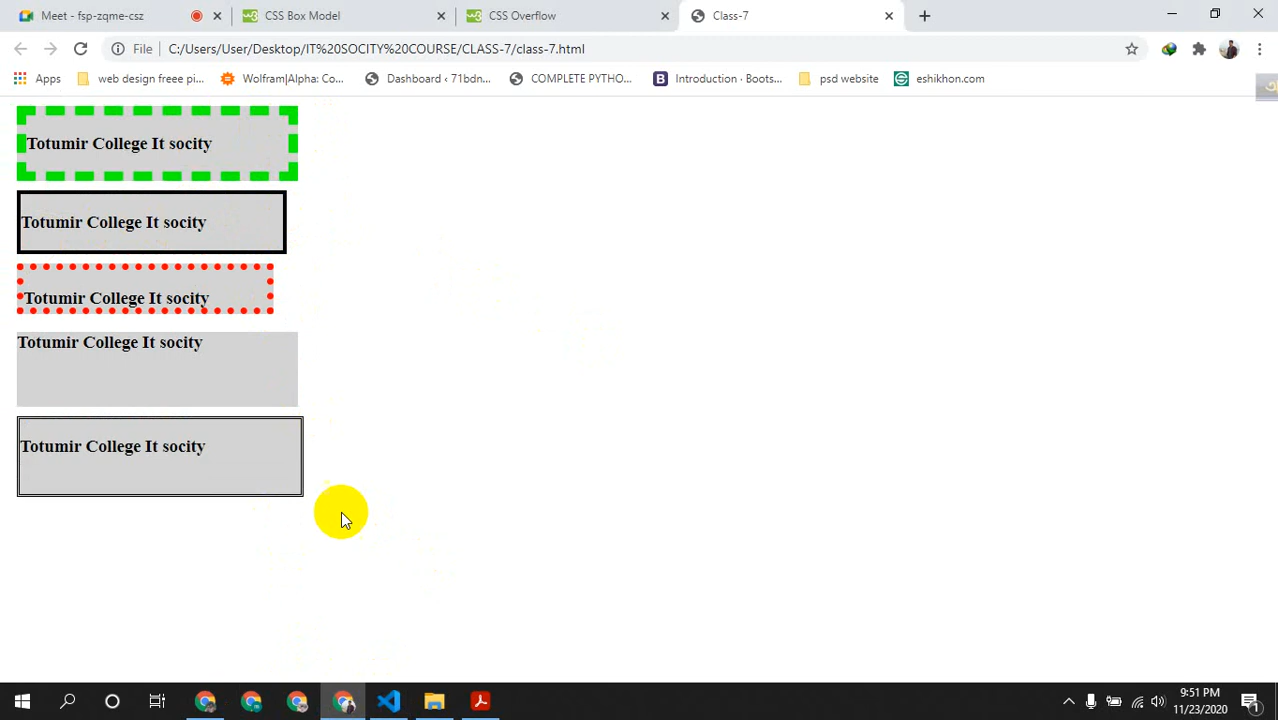 Meet - fsp-zqme-csz
CSS Box Model
CSS Overflow
Class-7
File
C:/Users/User/Desktop/IT%20SOCITY%20COURSE/CLASS-7/class-7.html
Apps
web design freee pi...
Wolfram|Alpha: Co...
Dashboard ‹ 71bdn...
COMPLETE PYTHO...
Introduction · Boots...
psd website
eshikhon.com
Totumir College It socity
Totumir College It socity
Totumir College It socity
Totumir College It socity
Totumir College It socity
9:51 PM
11/23/2020
1